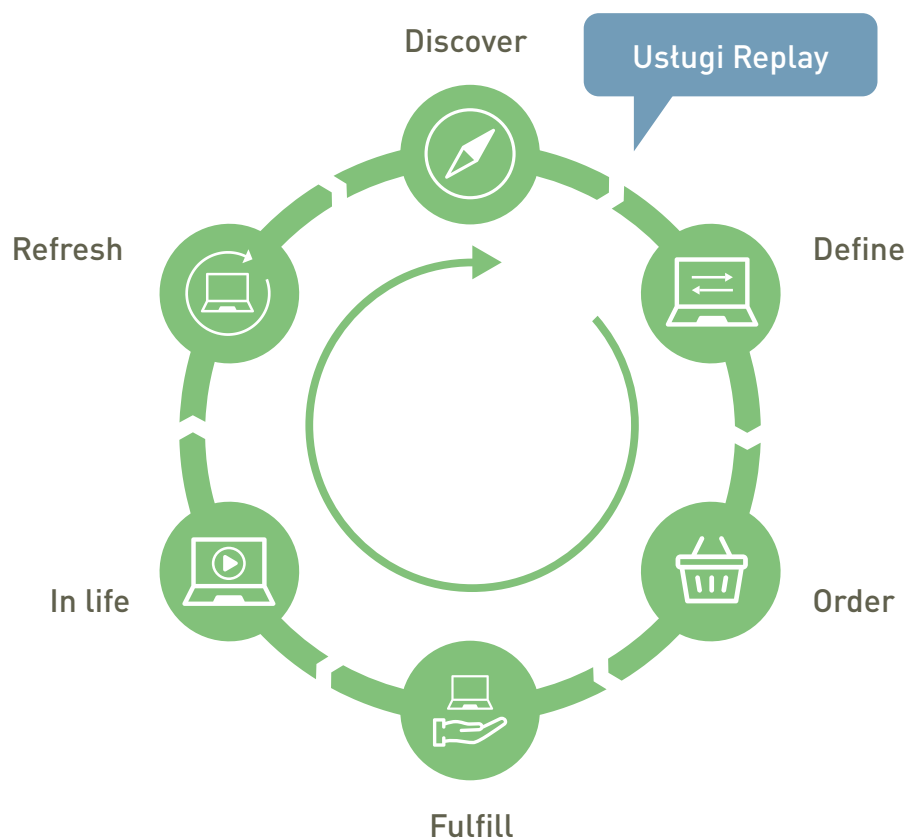 Discover
Usługi Replay
Refresh
Define
In life
Order
Fulfill